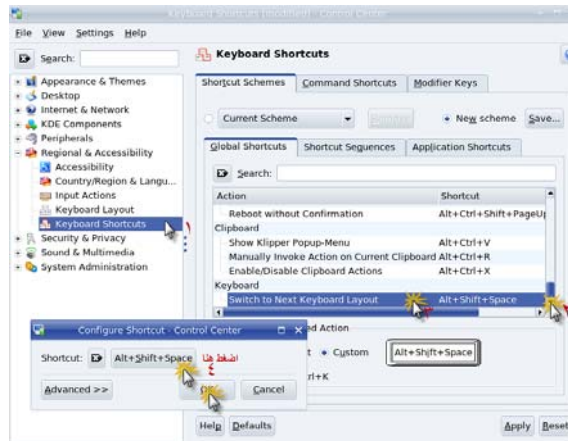 Keyboard Shortcuts [modified] - Control Center
File View Settings Help
Search:
Appearance & Themes
Desktop
Internet & Network
KDE Components
Peripherals
Regional & Accessibility
Accessibility
Country/Region & Langu...
Input Actions
Keyboard Layout
Keyboard Shortcuts
Security & Privacy
Sound & Multimedia
System Administration
Keyboard Shortcuts
Shortcut Schemes Command Shortcuts Modifier Keys
Current Scheme New scheme Save...
Global Shortcuts Shortcut Sequences Application Shortcuts
Search:
Action Shortcut
Reboot without Confirmation Alt+Ctrl+Shift+PageU
Clipboard
Show Klipper Popup-Menu Alt+Ctrl+V
Manually Invoke Action on Current Clipboard Alt+Ctrl+R
Enable/Disable Clipboard Actions Alt+Ctrl+X
Keyboard
Switch to Next Keyboard Layout Alt+Shift+Space
ed Action
Custom Alt+Shift+Space
rl+K
Configure Shortcut - Control Center
Shortcut: Alt+Shift+Space اضغط هنا
٤
Advanced >> Cancel
Help Defaults Apply Reset